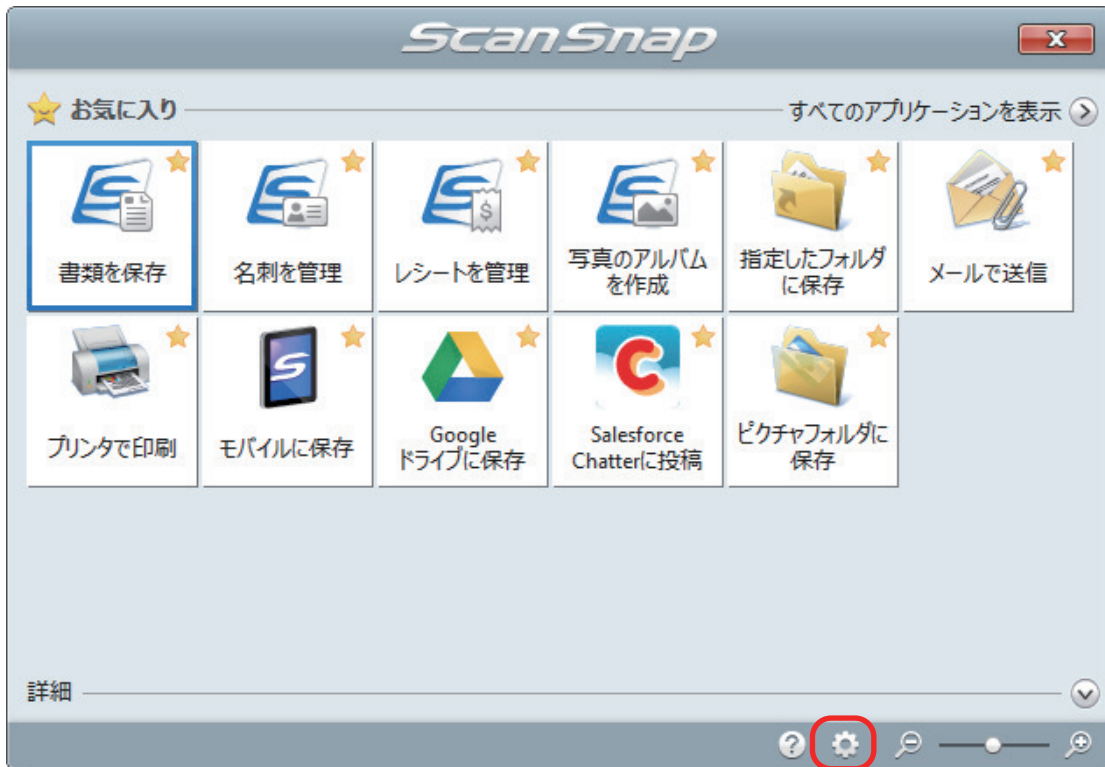 ScanSnap
お気に入り
すべてのアプリケーションを表示
書類を保存
名刺を管理
レシートを管理
写真のアルバム
を作成
指定したフォルダ
に保存
メールで送信
プリンタで印刷
モバイルに保存
Google
ドライブに保存
Salesforce
Chatterに投稿
ピクチャフォルダに
保存
詳細